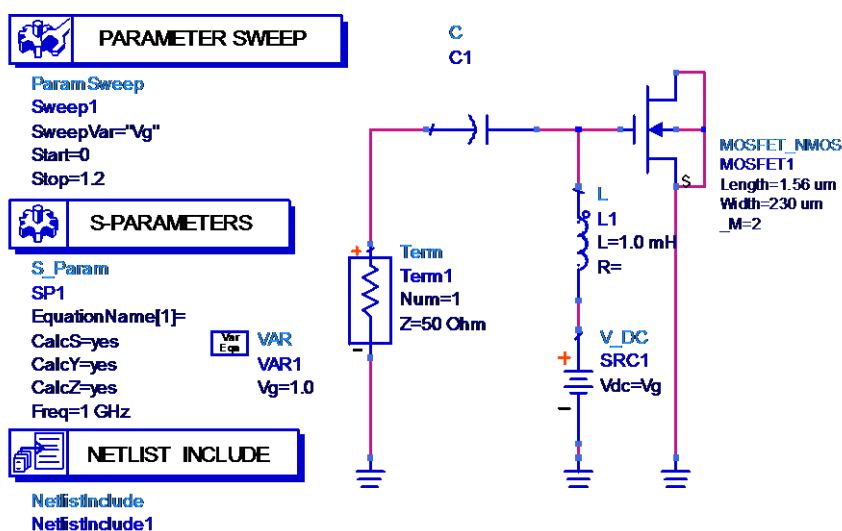 PARAMETER SWEEP
ParamSweep
Sweep1
SweepVar="Vg"
Start=0
Stop=1.2
S-PARAMETERS
S_Param
SP1
EquationName[1]=
CalcS=yes
CalcY=yes
CalcZ=yes
Freq=1 GHz
Var
Eqn
VAR
VAR1
Vg=1.0
NETLIST INCLUDE
NetlistInclude
NetlistInclude1
C
C1
+
Term
Term1
Num=1
Z=50 Ohm
-
L
L1
L=1.0 mH
R=
V_DC
+
SRC1
Vdc=Vg
-
S
MOSFET_NMOS
MOSFET1
Length=1.56 um
Width=230 um
_M=2